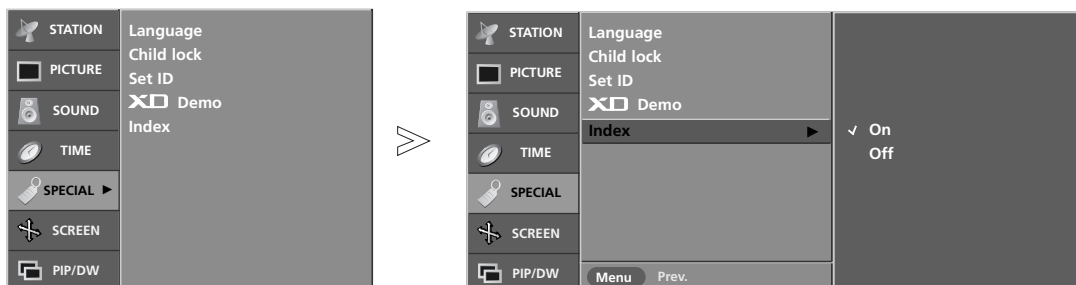 STATION
PICTURE
SOUND
TIME
SPECIAL ►
SCREEN
PIP/DW
Language
Child lock
Set ID
XD Demo
Index
STATION
PICTURE
SOUND
TIME
SPECIAL
SCREEN
PIP/DW
Language
Child lock
Set ID
XD Demo
Index ►
Menu Prev.
✓ On
Off